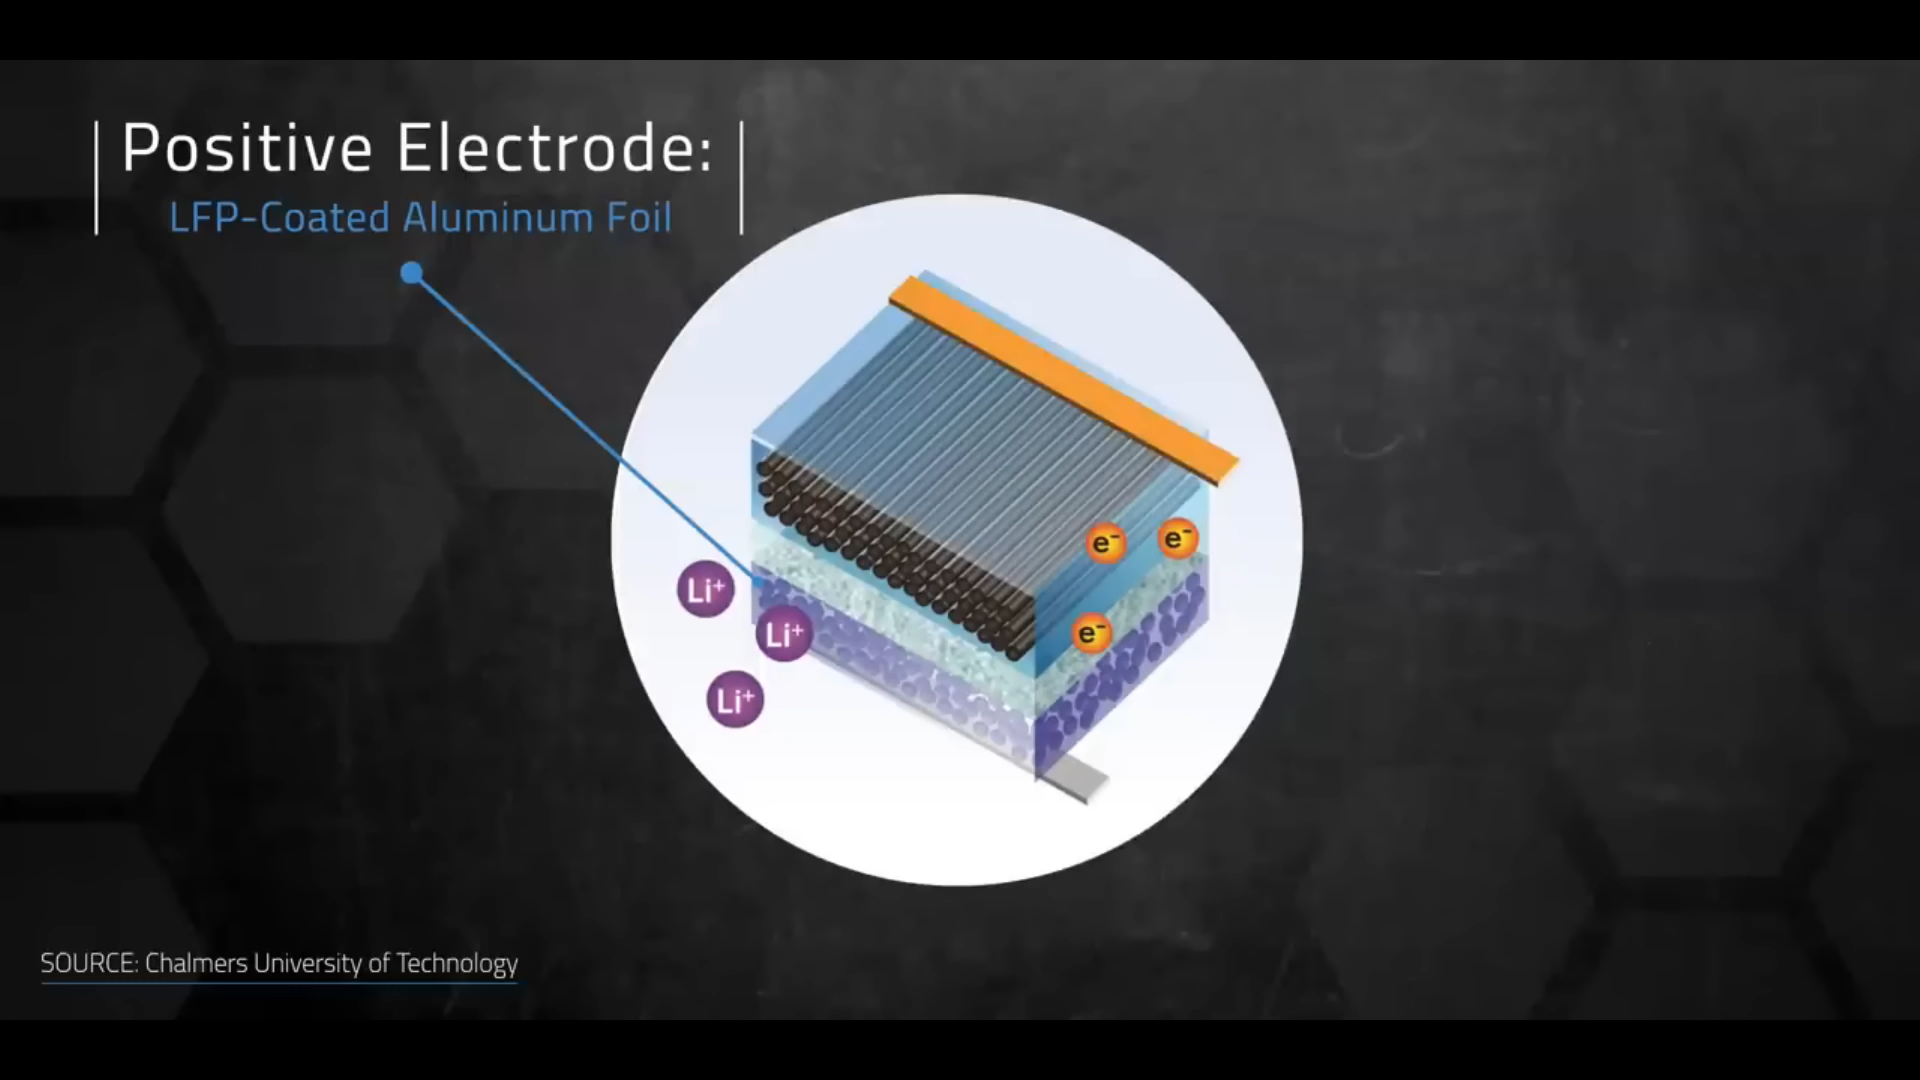 Positive Electrode:
LFP-Coated Aluminum Foil
e⁻ e⁻
Li⁺
Li⁺ e⁻
Li⁺
SOURCE: Chalmers University of Technology